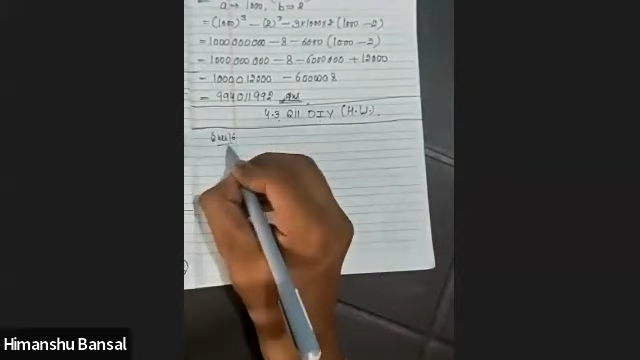 a → 1000, b → 2
= (1000)³ - (2)³ - 3×1000×2 (1000 - 2)
= 1000000000 - 8 - 6000 (1000 - 2)
= 1000000000 - 8 - 6000000 + 12000
= 1000012000 - 6000008
= 994011992 Ans.
4.3 Q11 DIY (H.W).
Himanshu Bansal